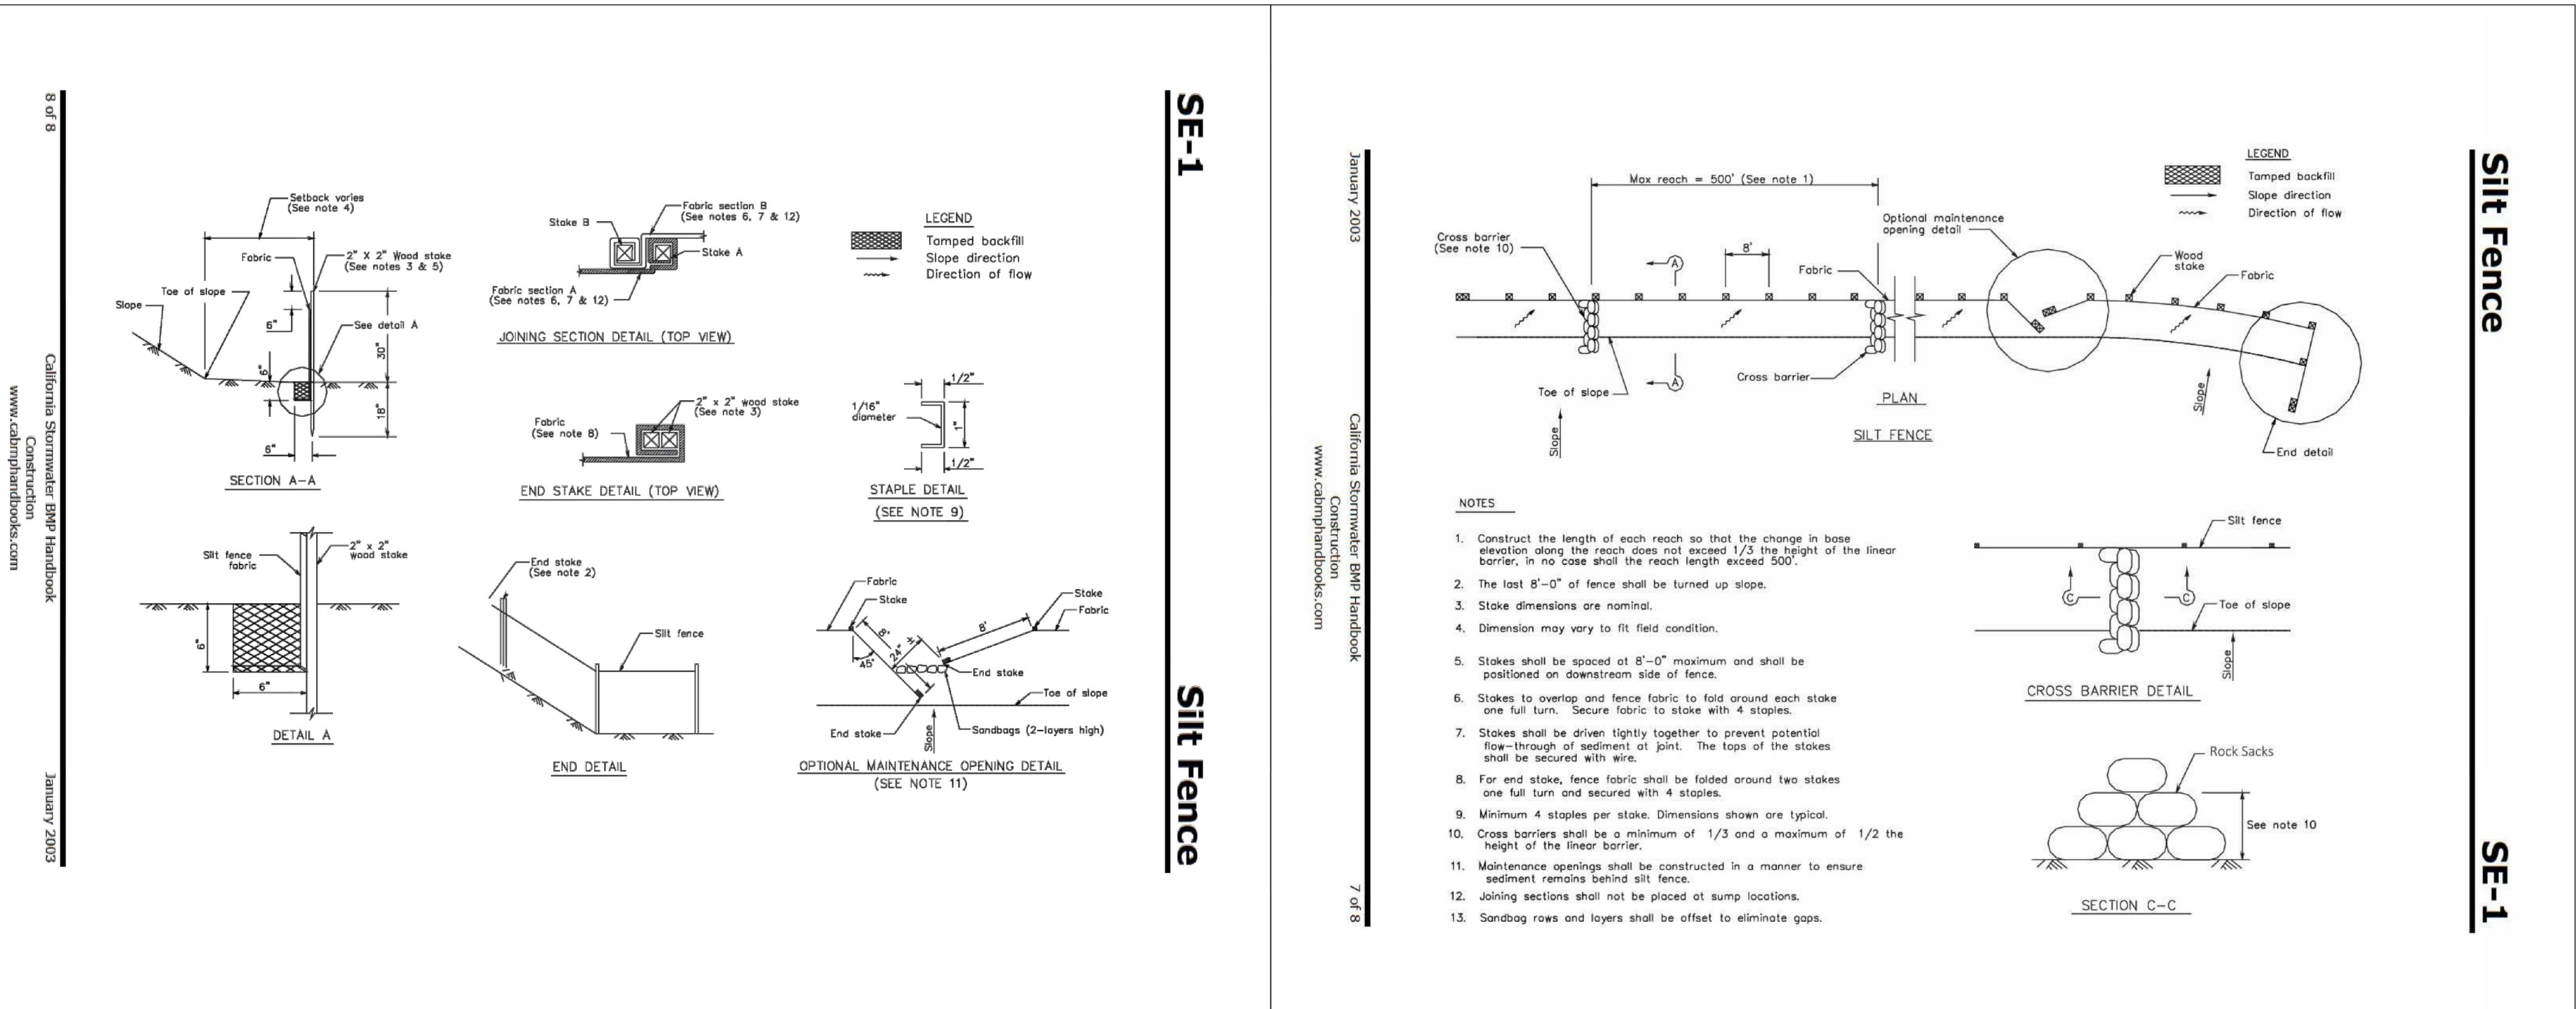 SE-1
Silt Fence
Setback varies
(See note 4)
Fabric
2" X 2" Wood stake
(See notes 3 & 5)
Toe of slope
Slope
6"
See detail A
30"
6"
18"
6"
SECTION A-A
Stake B
Fabric section B
(See notes 6, 7 & 12)
Stake A
Fabric section A
(See notes 6, 7 & 12)
JOINING SECTION DETAIL (TOP VIEW)
LEGEND
Tamped backfill
Slope direction
Direction of flow
Fabric
(See note 8)
2" x 2" wood stake
(See note 3)
END STAKE DETAIL (TOP VIEW)
1/2"
1/16"
diameter
1"
1/2"
STAPLE DETAIL
(SEE NOTE 9)
Silt fence
fabric
2" x 2"
wood stake
6"
6"
DETAIL A
End stake
(See note 2)
Silt fence
END DETAIL
Fabric
Stake
Stake
Fabric
8'
8'
24"
45°
End stake
Toe of slope
End stake
Slope
Sandbags (2-layers high)
OPTIONAL MAINTENANCE OPENING DETAIL
(SEE NOTE 11)
8 of 8
California Stormwater BMP Handbook
Construction
www.cabmphandbooks.com
January 2003
Silt Fence
SE-1
LEGEND
Tamped backfill
Slope direction
Direction of flow
Max reach = 500' (See note 1)
Optional maintenance
opening detail
Cross barrier
(See note 10)
A
8'
Fabric
Wood
stake
Fabric
Toe of slope
A
Cross barrier
Slope
Slope
End detail
PLAN
SILT FENCE
NOTES
1. Construct the length of each reach so that the change in base
elevation along the reach does not exceed 1/3 the height of the linear
barrier, in no case shall the reach length exceed 500'.
2. The last 8'-0" of fence shall be turned up slope.
3. Stake dimensions are nominal.
4. Dimension may vary to fit field condition.
5. Stakes shall be spaced at 8'-0" maximum and shall be
positioned on downstream side of fence.
6. Stakes to overlap and fence fabric to fold around each stake
one full turn. Secure fabric to stake with 4 staples.
7. Stakes shall be driven tightly together to prevent potential
flow-through of sediment at joint. The tops of the stakes
shall be secured with wire.
8. For end stake, fence fabric shall be folded around two stakes
one full turn and secured with 4 staples.
9. Minimum 4 staples per stake. Dimensions shown are typical.
10. Cross barriers shall be a minimum of 1/3 and a maximum of 1/2 the
height of the linear barrier.
11. Maintenance openings shall be constructed in a manner to ensure
sediment remains behind silt fence.
12. Joining sections shall not be placed at sump locations.
13. Sandbag rows and layers shall be offset to eliminate gaps.
Silt fence
C
C
Toe of slope
Slope
CROSS BARRIER DETAIL
Rock Sacks
See note 10
SECTION C-C
January 2003
California Stormwater BMP Handbook
Construction
www.cabmphandbooks.com
7 of 8